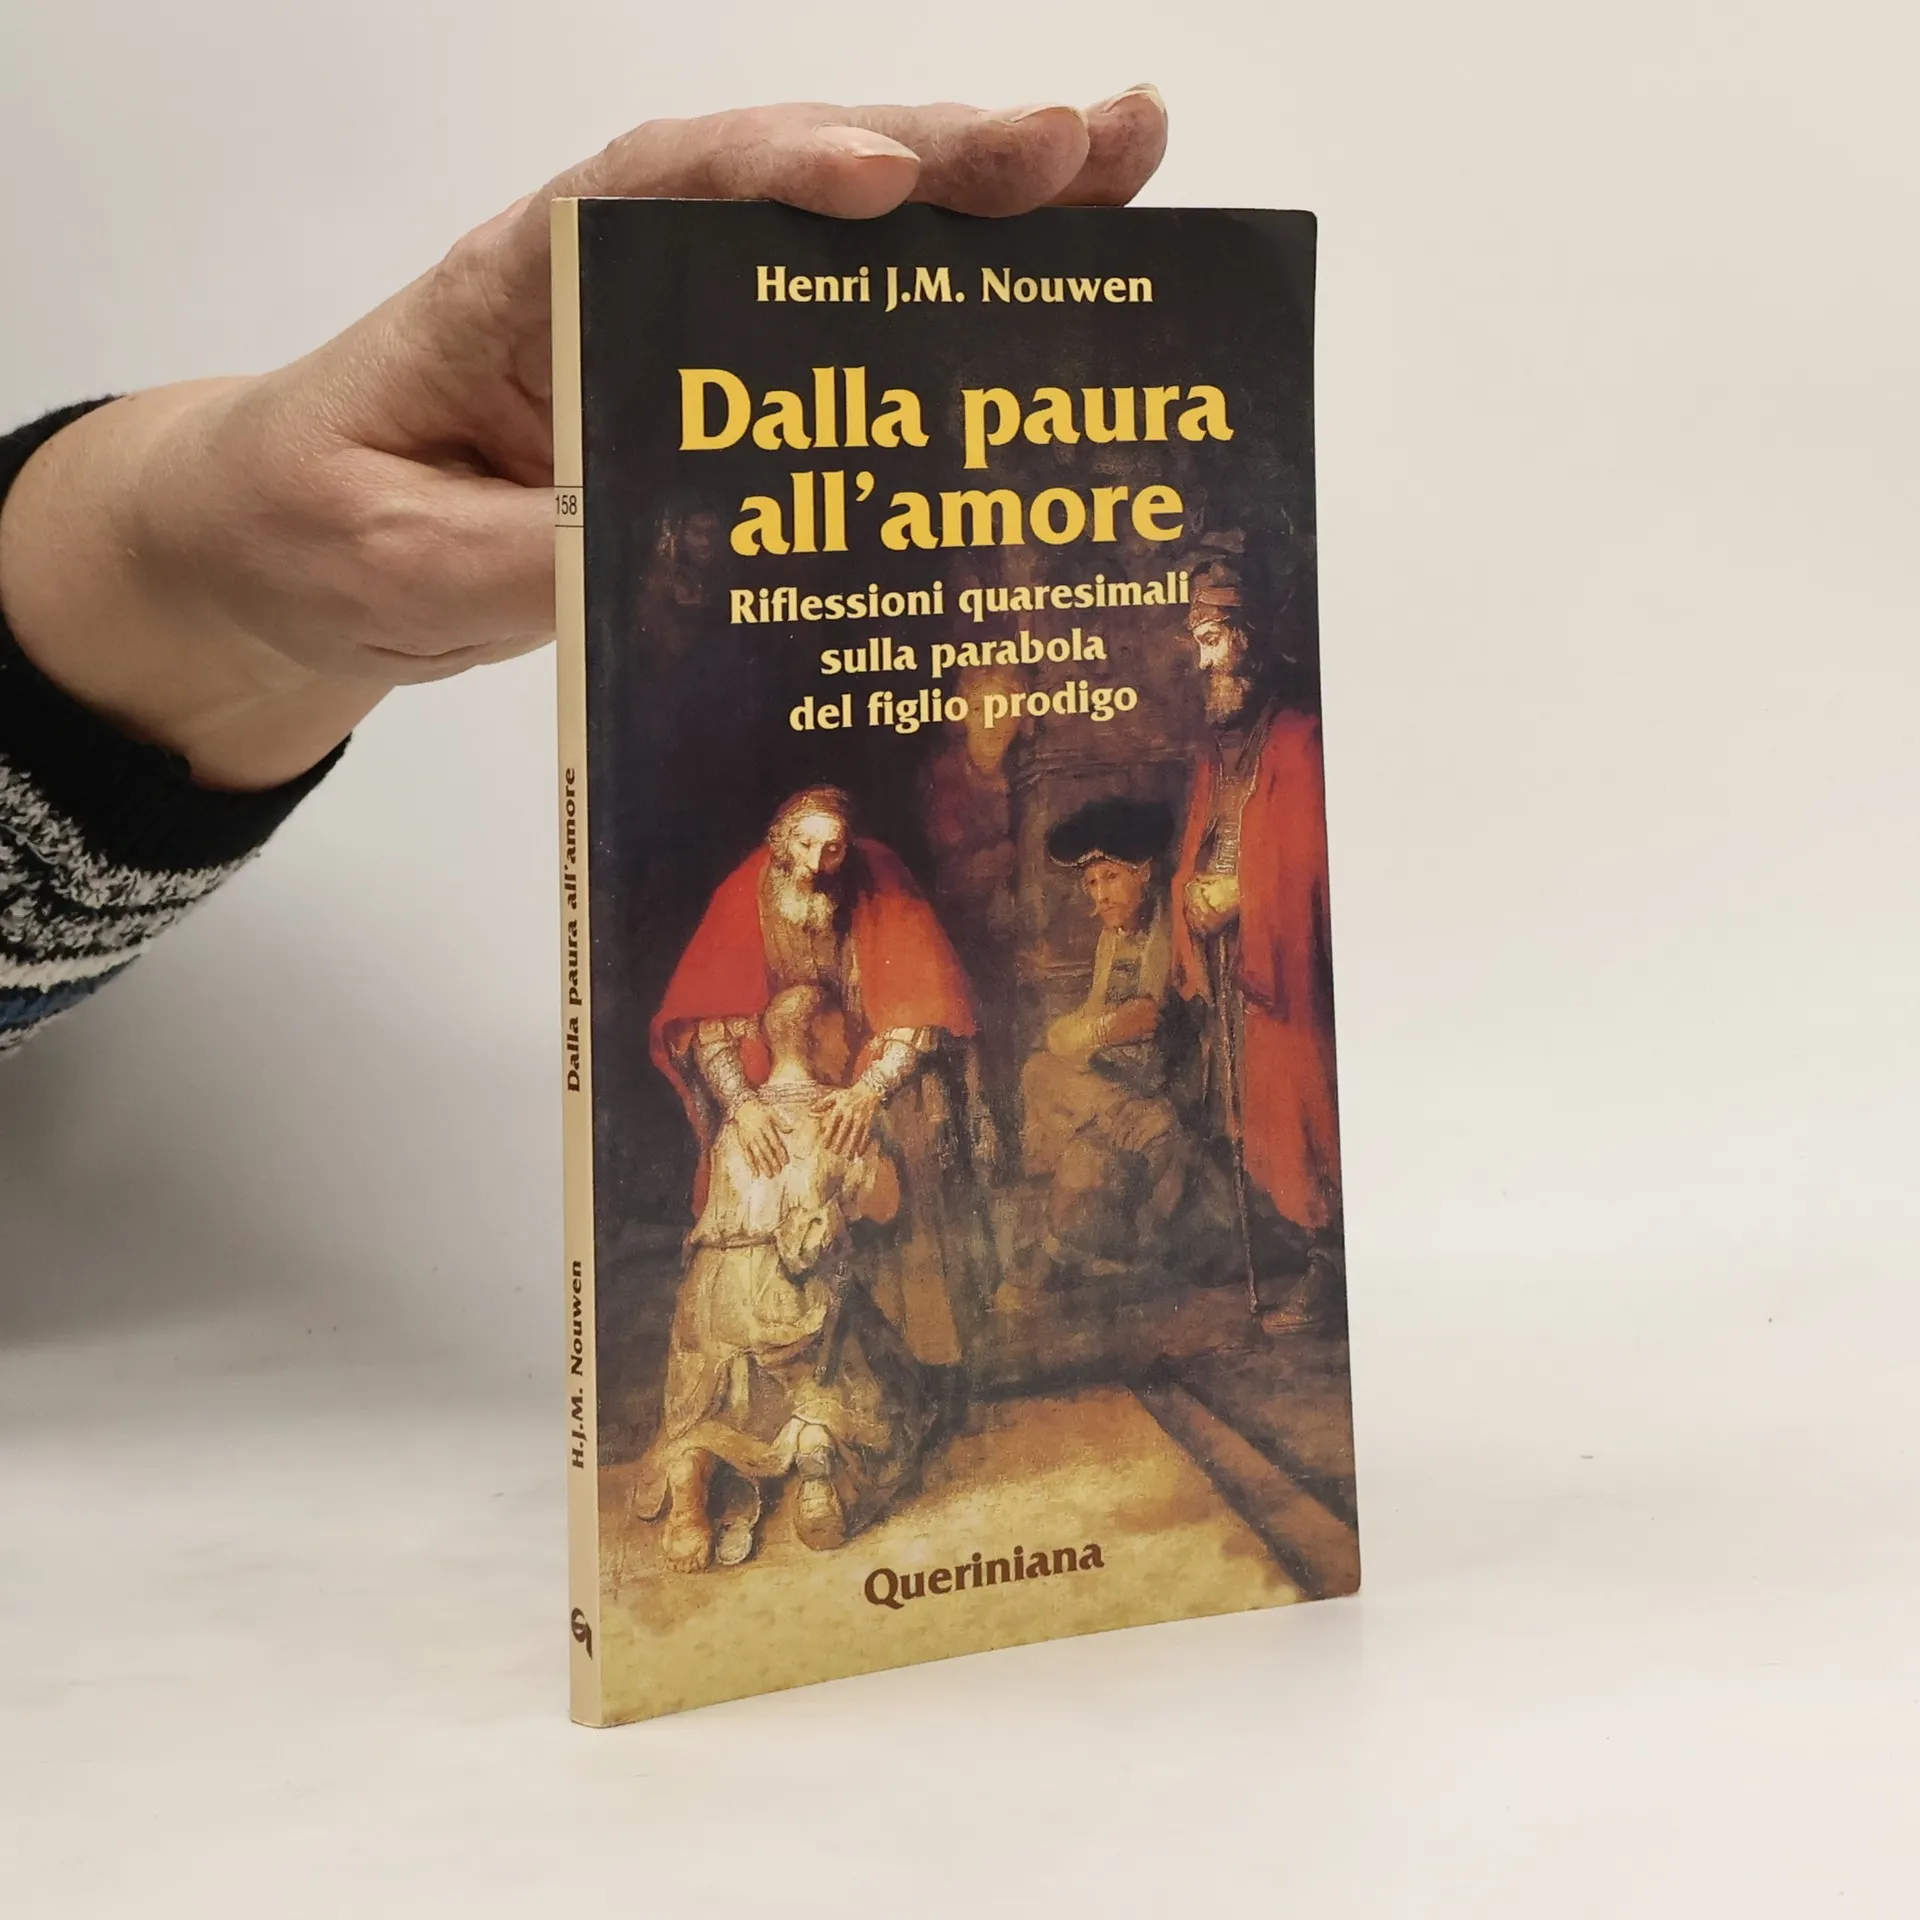 Henri J.M. Nouwen
Dalla paura
all'amore
Riflessioni quaresimali
sulla parabola
del figlio prodigo
Queriniana
158
Dalla paura all'amore
H.J.M. Nouwen